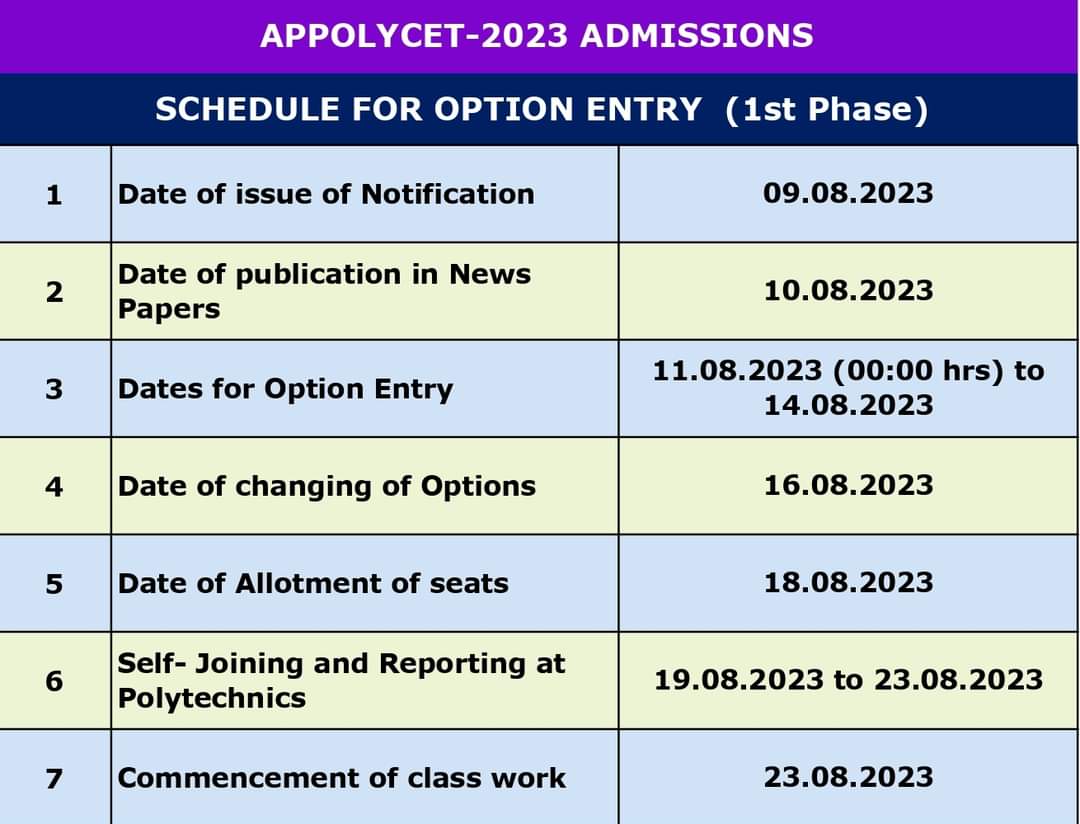 APPOLYCET-2023 ADMISSIONS
SCHEDULE FOR OPTION ENTRY (1st Phase)
1 Date of issue of Notification 09.08.2023
2 Date of publication in News Papers 10.08.2023
3 Dates for Option Entry 11.08.2023 (00:00 hrs) to 14.08.2023
4 Date of changing of Options 16.08.2023
5 Date of Allotment of seats 18.08.2023
6 Self- Joining and Reporting at Polytechnics 19.08.2023 to 23.08.2023
7 Commencement of class work 23.08.2023